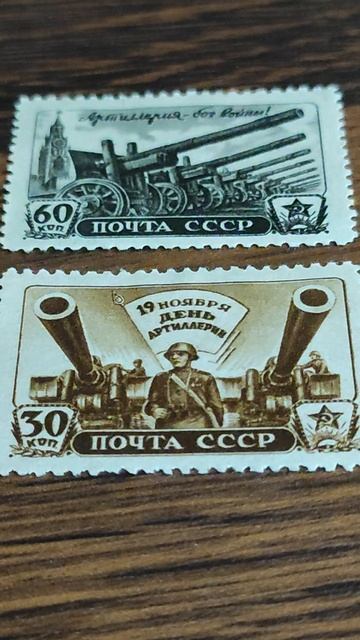 Артиллерия - бог войны!
60
КОП
ПОЧТА СССР
19 НОЯБРЯ
ДЕНЬ
АРТИЛЛЕРИИ
30
КОП
ПОЧТА СССР